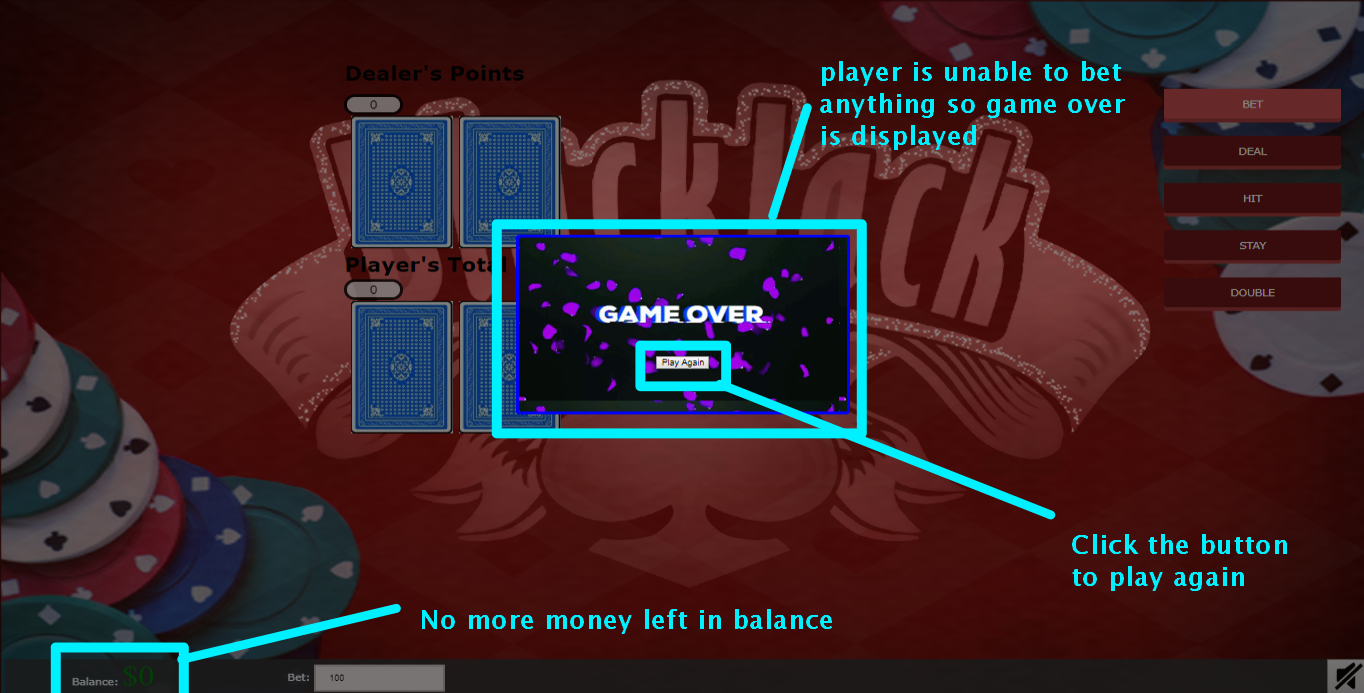 Dealer's Points
0
player is unable to bet
anything so game over
is displayed
BET
DEAL
HIT
STAY
DOUBLE
BlackJack
Player's Total
0
GAME OVER
Play Again
Click the button
to play again
No more money left in balance
Balance: $0
Bet: 100